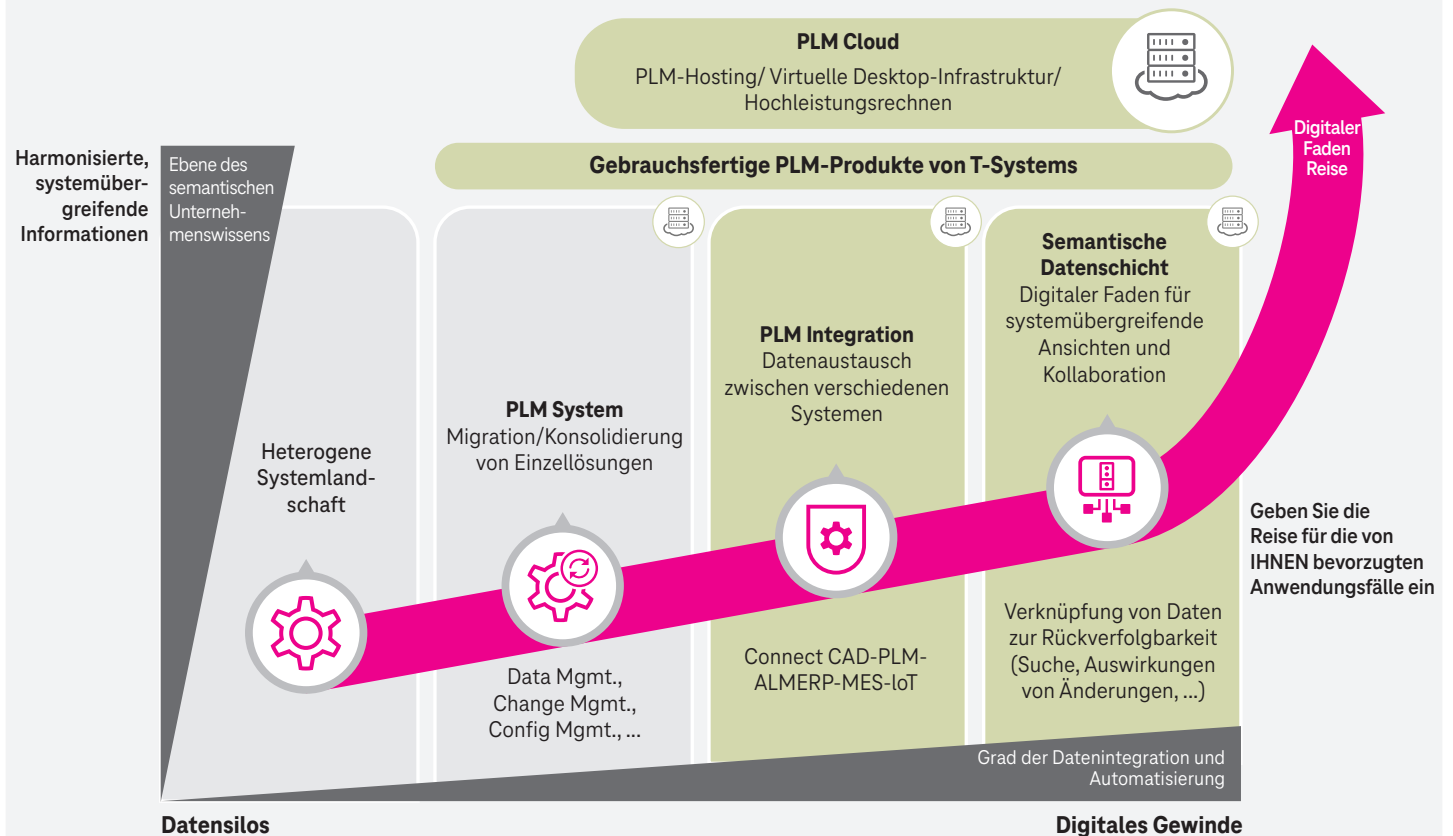 PLM Cloud
PLM-Hosting/ Virtuelle Desktop-Infrastruktur/
Hochleistungsrechnen
Digitaler
Faden
Reise
Gebrauchsfertige PLM-Produkte von T-Systems
Harmonisierte,
systemüber-
greifende
Informationen
Ebene des
semantischen
Unterneh-
menswissens
Heterogene
Systemland-
schaft
PLM System
Migration/Konsolidierung
von Einzellösungen
Data Mgmt.,
Change Mgmt.,
Config Mgmt., ...
PLM Integration
Datenaustausch
zwischen verschiedenen
Systemen
Connect CAD-PLM-
ALMERP-MES-loT
Semantische
Datenschicht
Digitaler Faden für
systemübergreifende
Ansichten und
Kollaboration
Verknüpfung von Daten
zur Rückverfolgbarkeit
(Suche, Auswirkungen
von Änderungen, ...)
Geben Sie die
Reise für die von
IHNEN bevorzugten
Anwendungsfälle ein
Grad der Datenintegration und
Automatisierung
Datensilos
Digitales Gewinde